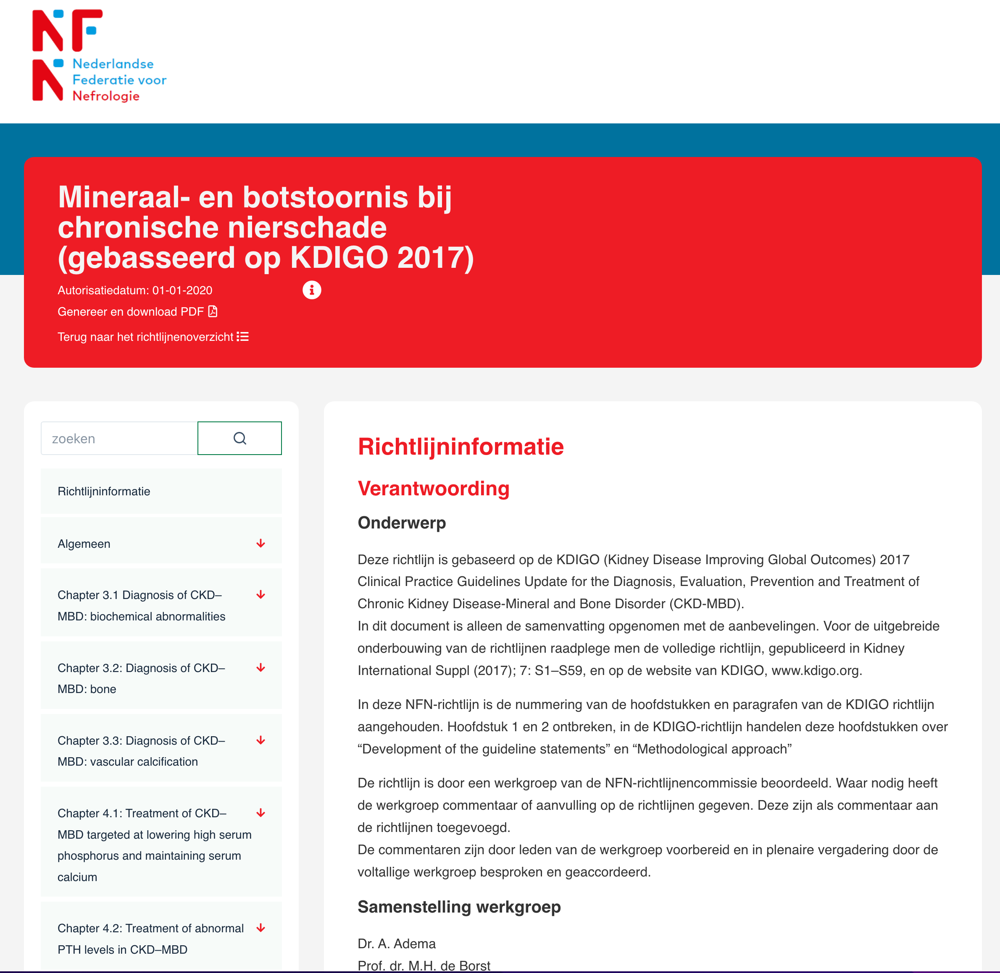 Nederlandse
Federatie voor
Nefrologie
Mineraal- en botstoornis bij
chronische nierschade
(gebasseerd op KDIGO 2017)
Autorisatiedatum: 01-01-2020
Genereer en download PDF
Terug naar het richtlijnenoverzicht
zoeken
Richtlijninformatie
Algemeen
Chapter 3.1 Diagnosis of CKD–
MBD: biochemical abnormalities
Chapter 3.2: Diagnosis of CKD–
MBD: bone
Chapter 3.3: Diagnosis of CKD–
MBD: vascular calcification
Chapter 4.1: Treatment of CKD–
MBD targeted at lowering high serum
phosphorus and maintaining serum
calcium
Chapter 4.2: Treatment of abnormal
PTH levels in CKD–MBD
Richtlijninformatie
Verantwoording
Onderwerp
Deze richtlijn is gebaseerd op de KDIGO (Kidney Disease Improving Global Outcomes) 2017
Clinical Practice Guidelines Update for the Diagnosis, Evaluation, Prevention and Treatment of
Chronic Kidney Disease-Mineral and Bone Disorder (CKD-MBD).
In dit document is alleen de samenvatting opgenomen met de aanbevelingen. Voor de uitgebreide
onderbouwing van de richtlijnen raadplege men de volledige richtlijn, gepubliceerd in Kidney
International Suppl (2017); 7: S1–S59, en op de website van KDIGO, www.kdigo.org.
In deze NFN-richtlijn is de nummering van de hoofdstukken en paragrafen van de KDIGO richtlijn
aangehouden. Hoofdstuk 1 en 2 ontbreken, in de KDIGO-richtlijn handelen deze hoofdstukken over
“Development of the guideline statements” en “Methodological approach”
De richtlijn is door een werkgroep van de NFN-richtlijnencommissie beoordeeld. Waar nodig heeft
de werkgroep commentaar of aanvulling op de richtlijnen gegeven. Deze zijn als commentaar aan
de richtlijnen toegevoegd.
De commentaren zijn door leden van de werkgroep voorbereid en in plenaire vergadering door de
voltallige werkgroep besproken en geaccordeerd.
Samenstelling werkgroep
Dr. A. Adema
Prof. dr. M.H. de Borst